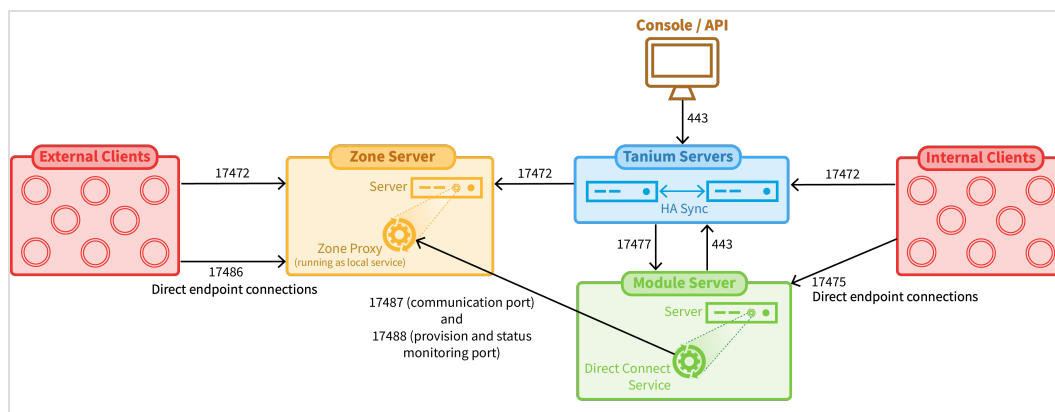 Console / API
443
External Clients
Zone Server
Tanium Servers
Internal Clients
17472
17472
17472
Server
HA Sync
Zone Proxy
(running as local service)
17477
443
17486
Direct endpoint connections
17475
Direct endpoint connections
Module Server
Server
17487 (communication port)
and
17488 (provision and status
monitoring port)
Direct Connect
Service